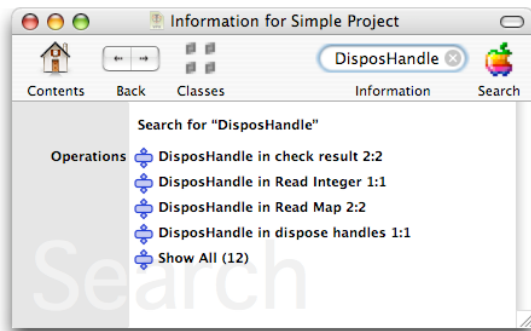 Information for Simple Project
DisposHandle
Contents Back Classes Information Search
Search for "DisposHandle"
Operations DisposHandle in check result 2:2
DisposHandle in Read Integer 1:1
DisposHandle in Read Map 2:2
DisposHandle in dispose handles 1:1
Show All (12)
Search